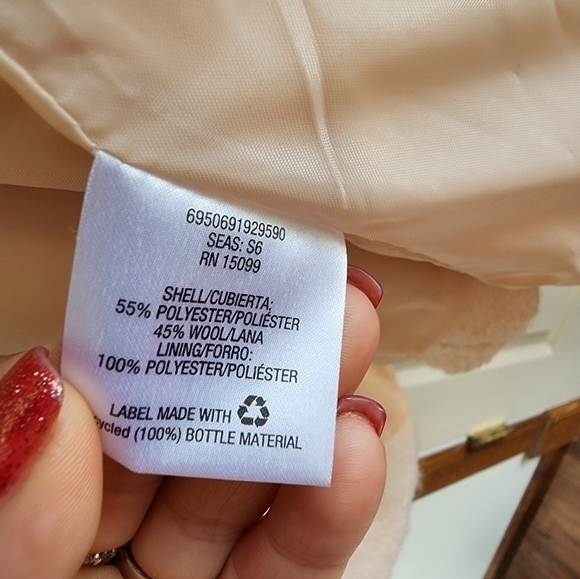 6950691929590
SEAS: S6
RN 15099
SHELL/CUBIERTA:
55% POLYESTER/POLIÉSTER
45% WOOL/LANA
LINING/FORRO:
100% POLYESTER/POLIÉSTER
LABEL MADE WITH
ycled (100%) BOTTLE MATERIAL